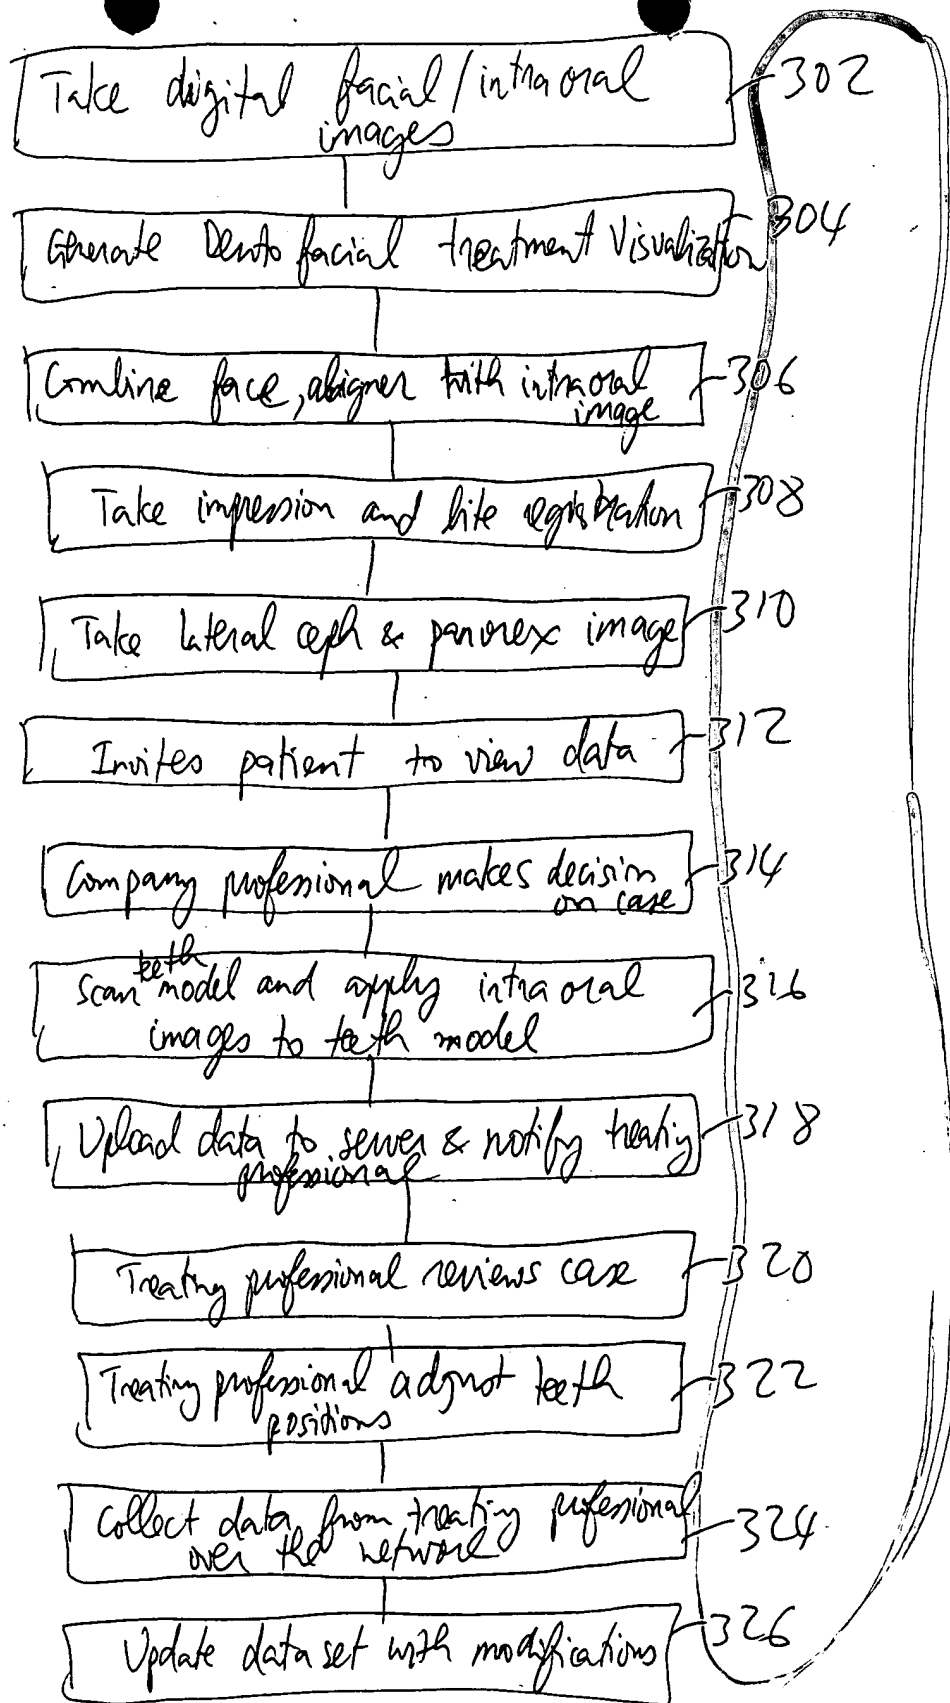 Take digital facial/intraoral 302
images
Generate Dento facial treatment Visualization 304
Combine face, aligner with intraoral 306
image
Take impression and bite registration 308
Take lateral ceph & panorex image 310
Invites patient to view data 312
Company professional makes decision 314
on case
teeth
Scan model and apply intraoral 316
images to teeth model
Upload data to server & notify treating 318
professional
Treating professional reviews case 320
Treating professional adjust teeth 322
positions
Collect data from treating professional 324
over the network
Update data set with modifications 326